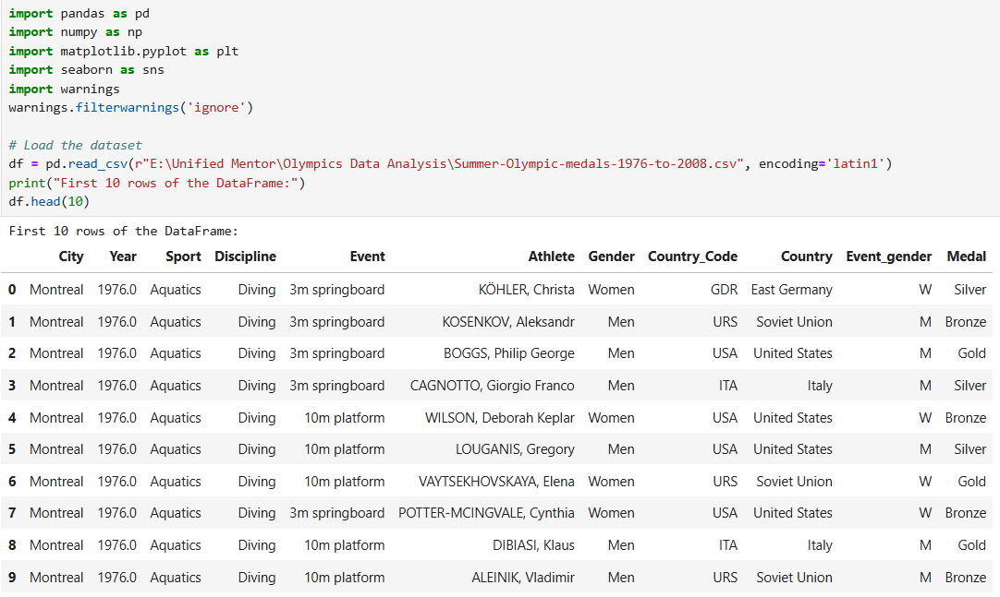 import pandas as pd
import numpy as np
import matplotlib.pyplot as plt
import seaborn as sns
import warnings
warnings.filterwarnings('ignore')
# Load the dataset
df = pd.read_csv(r"E:\Unified Mentor\Olympics Data Analysis\Summer-Olympic-medals-1976-to-2008.csv", encoding='latin1')
print("First 10 rows of the DataFrame:")
df.head(10)
First 10 rows of the DataFrame:
City Year Sport Discipline Event Athlete Gender Country_Code Country Event_gender Medal
0 Montreal 1976.0 Aquatics Diving 3m springboard KÖHLER, Christa Women GDR East Germany W Silver
1 Montreal 1976.0 Aquatics Diving 3m springboard KOSENKOV, Aleksandr Men URS Soviet Union M Bronze
2 Montreal 1976.0 Aquatics Diving 3m springboard BOGGS, Philip George Men USA United States M Gold
3 Montreal 1976.0 Aquatics Diving 3m springboard CAGNOTTO, Giorgio Franco Men ITA Italy M Silver
4 Montreal 1976.0 Aquatics Diving 10m platform WILSON, Deborah Keplar Women USA United States W Bronze
5 Montreal 1976.0 Aquatics Diving 10m platform LOUGANIS, Gregory Men USA United States M Silver
6 Montreal 1976.0 Aquatics Diving 10m platform VAYTSEKHOVSKAYA, Elena Women URS Soviet Union W Gold
7 Montreal 1976.0 Aquatics Diving 3m springboard POTTER-MCINGVALE, Cynthia Women USA United States W Bronze
8 Montreal 1976.0 Aquatics Diving 10m platform DIBIASI, Klaus Men ITA Italy M Gold
9 Montreal 1976.0 Aquatics Diving 10m platform ALEINIK, Vladimir Men URS Soviet Union M Bronze